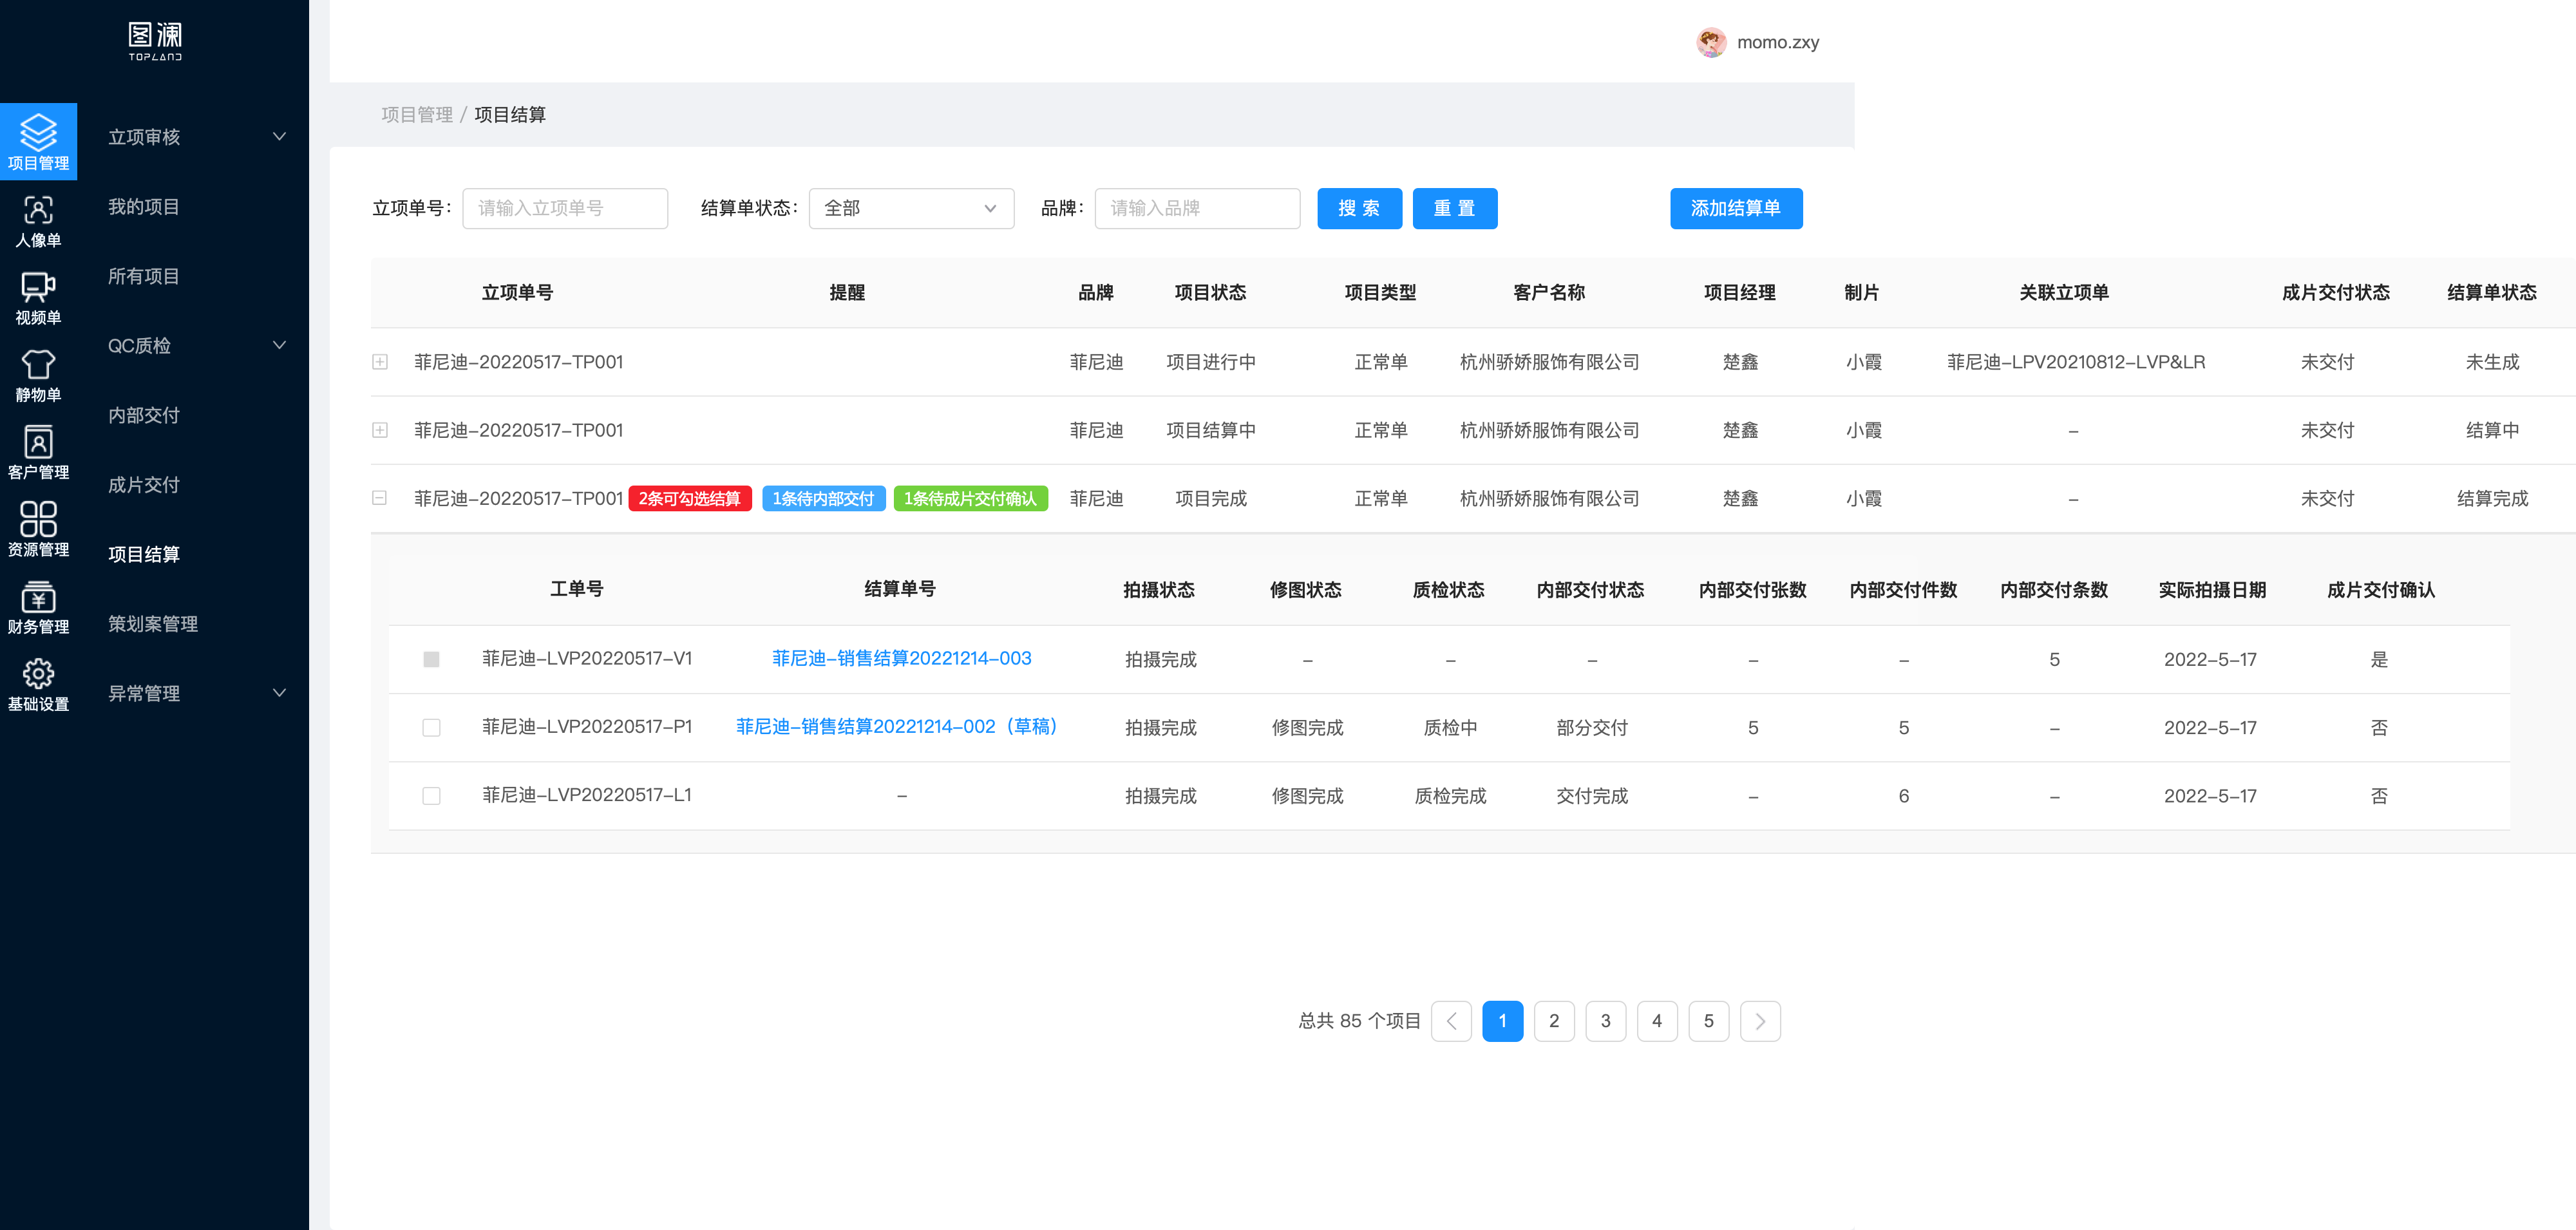 图澜
TOPLAND
momo.zxy
项目管理
人像单
视频单
静物单
客户管理
资源管理
财务管理
基础设置
立项审核
我的项目
所有项目
QC质检
内部交付
成片交付
项目结算
策划案管理
异常管理
项目管理 / 项目结算
立项单号： 请输入立项单号 结算单状态： 全部 品牌： 请输入品牌 搜 索 重 置 添加结算单
立项单号 提醒 品牌 项目状态 项目类型 客户名称 项目经理 制片 关联立项单 成片交付状态 结算单状态
菲尼迪-20220517-TP001 菲尼迪 项目进行中 正常单 杭州骄娇服饰有限公司 楚鑫 小霞 菲尼迪-LPV20210812-LVP&LR 未交付 未生成
菲尼迪-20220517-TP001 菲尼迪 项目结算中 正常单 杭州骄娇服饰有限公司 楚鑫 小霞 - 未交付 结算中
菲尼迪-20220517-TP001 2条可勾选结算 1条待内部交付 1条待成片交付确认 菲尼迪 项目完成 正常单 杭州骄娇服饰有限公司 楚鑫 小霞 - 未交付 结算完成
工单号 结算单号 拍摄状态 修图状态 质检状态 内部交付状态 内部交付张数 内部交付件数 内部交付条数 实际拍摄日期 成片交付确认
菲尼迪-LVP20220517-V1 菲尼迪-销售结算20221214-003 拍摄完成 - - - - - 5 2022-5-17 是
菲尼迪-LVP20220517-P1 菲尼迪-销售结算20221214-002（草稿） 拍摄完成 修图完成 质检中 部分交付 5 5 - 2022-5-17 否
菲尼迪-LVP20220517-L1 - 拍摄完成 修图完成 质检完成 交付完成 - 6 - 2022-5-17 否
总共 85 个项目 1 2 3 4 5